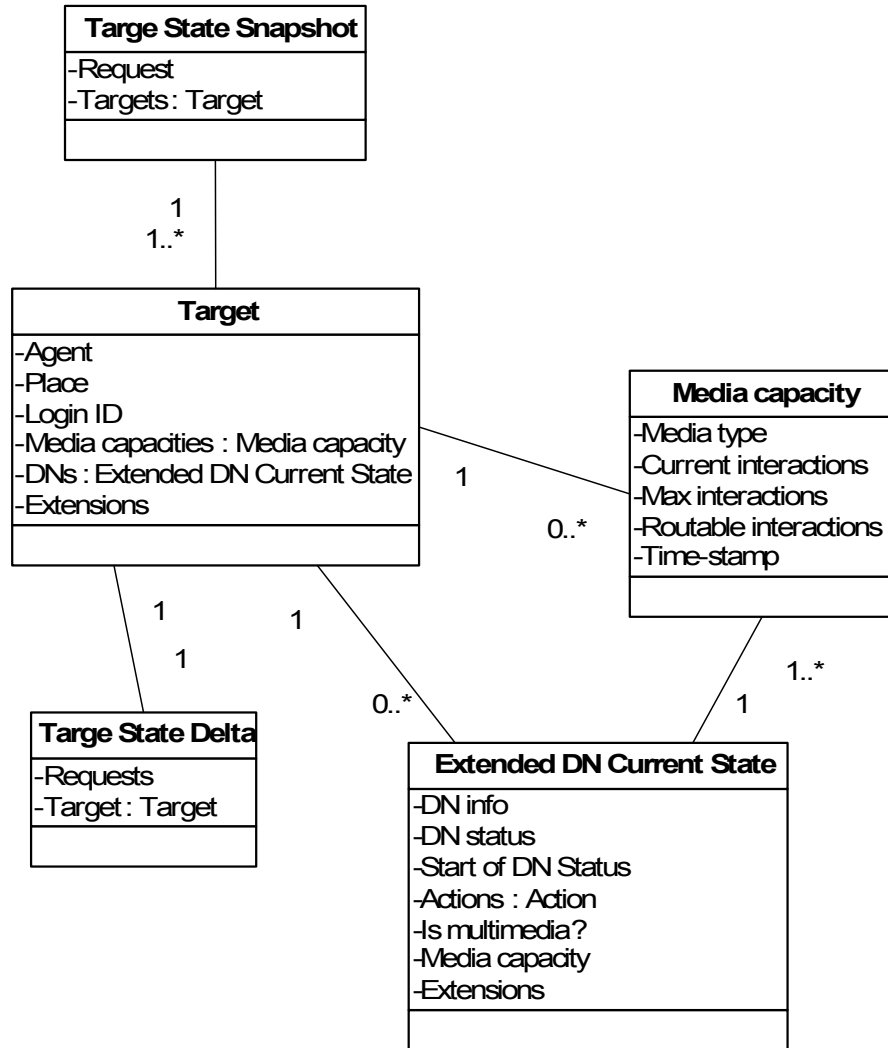 Targe State Snapshot
-Request
-Targets : Target
1
1..*
Target
-Agent
-Place
-Login ID
-Media capacities : Media capacity
-DNs : Extended DN Current State
-Extensions
1
0..*
Media capacity
-Media type
-Current interactions
-Max interactions
-Routable interactions
-Time-stamp
1
1
1
0..*
1..*
1
Targe State Delta
-Requests
-Target : Target
Extended DN Current State
-DN info
-DN status
-Start of DN Status
-Actions : Action
-Is multimedia?
-Media capacity
-Extensions